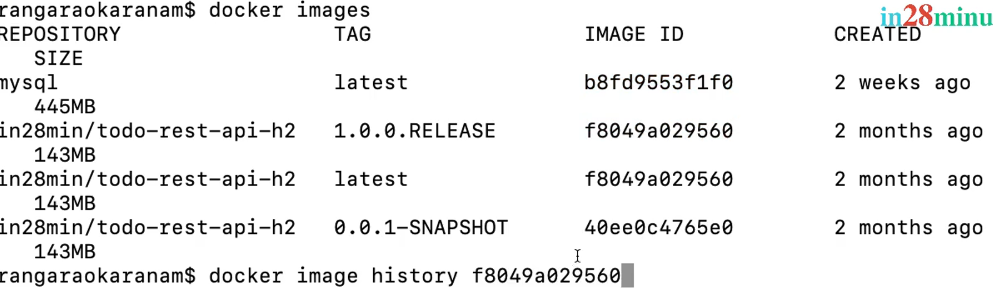 rangaraokaranam$ docker images
in28minu
REPOSITORY TAG IMAGE ID CREATED
SIZE
mysql latest b8fd9553f1f0 2 weeks ago
445MB
in28min/todo-rest-api-h2 1.0.0.RELEASE f8049a029560 2 months ago
143MB
in28min/todo-rest-api-h2 latest f8049a029560 2 months ago
143MB
in28min/todo-rest-api-h2 0.0.1-SNAPSHOT 40ee0c4765e0 2 months ago
143MB
rangaraokaranam$ docker image history f8049a029560